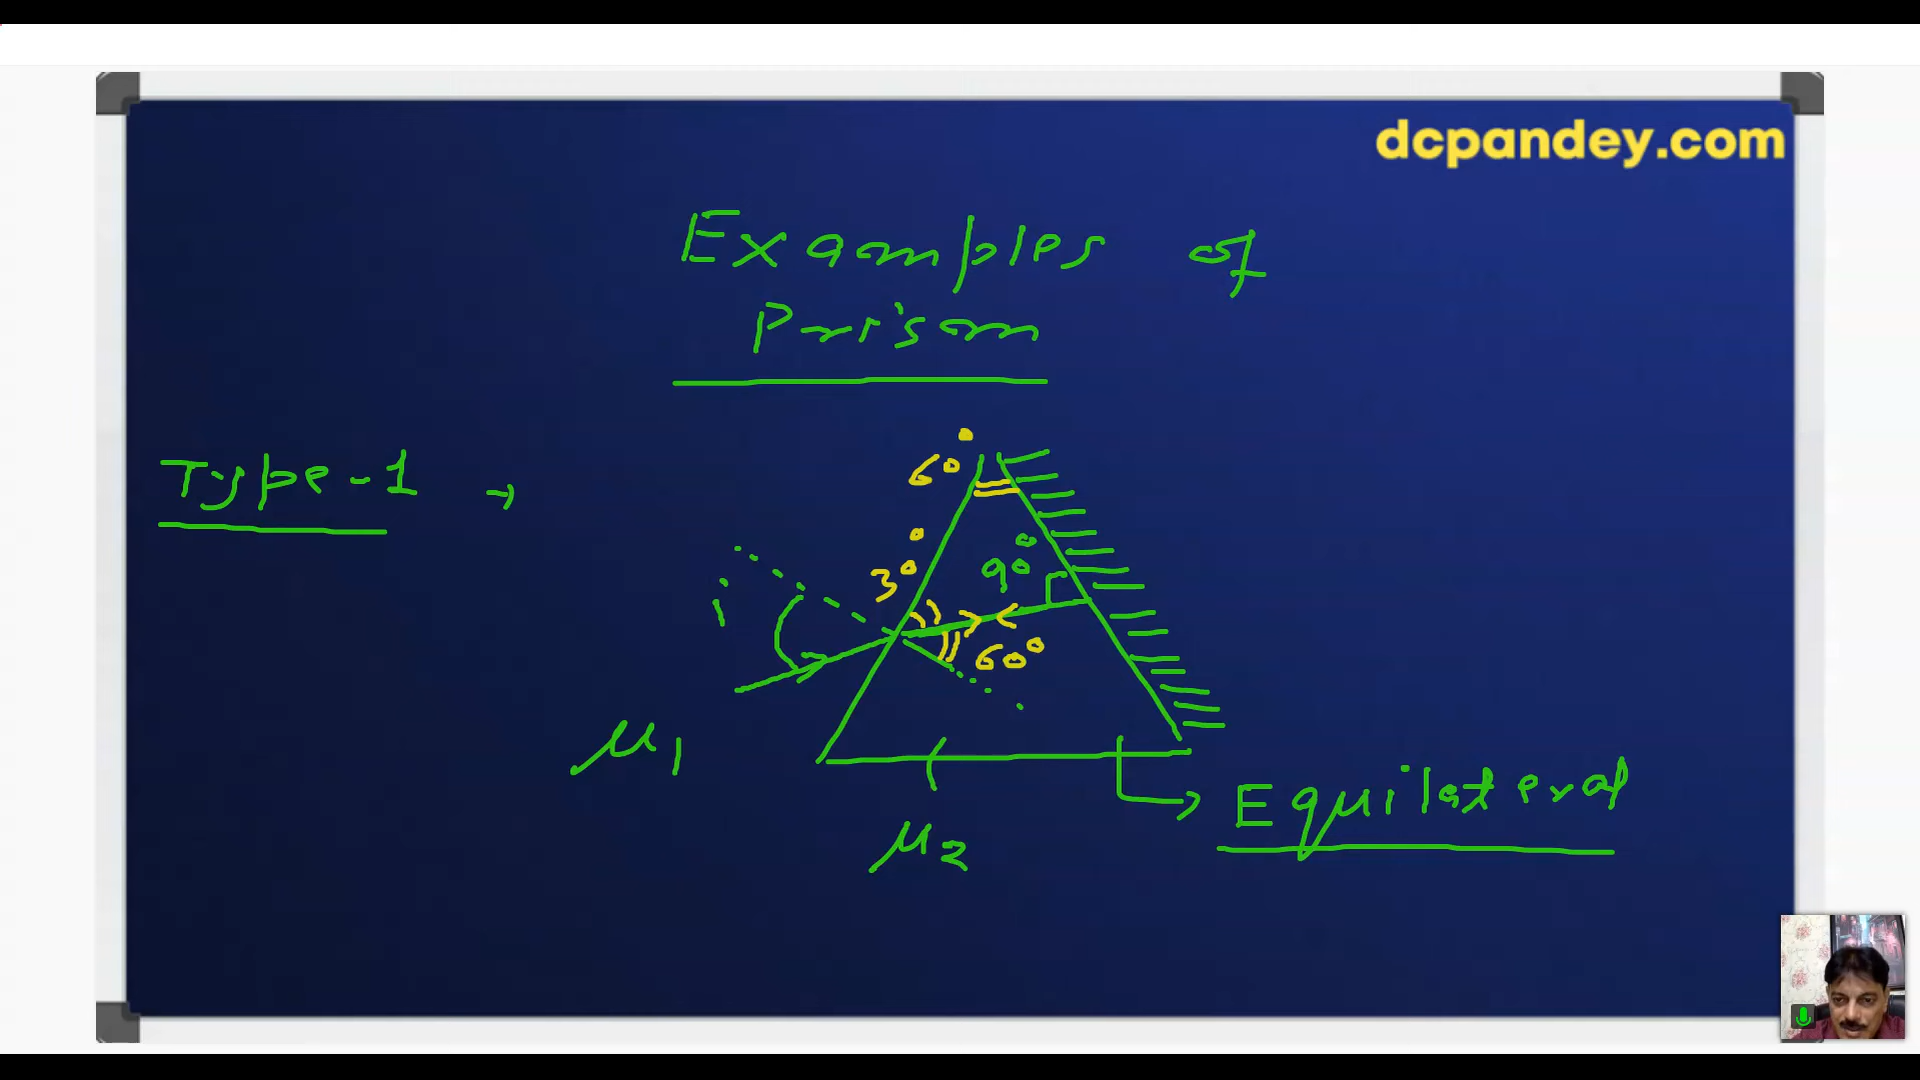 dcpandey.com
Examples of
Prism
Type-1 →
60°
30°
90°
i
60°
μ1
μ2
Equilateral